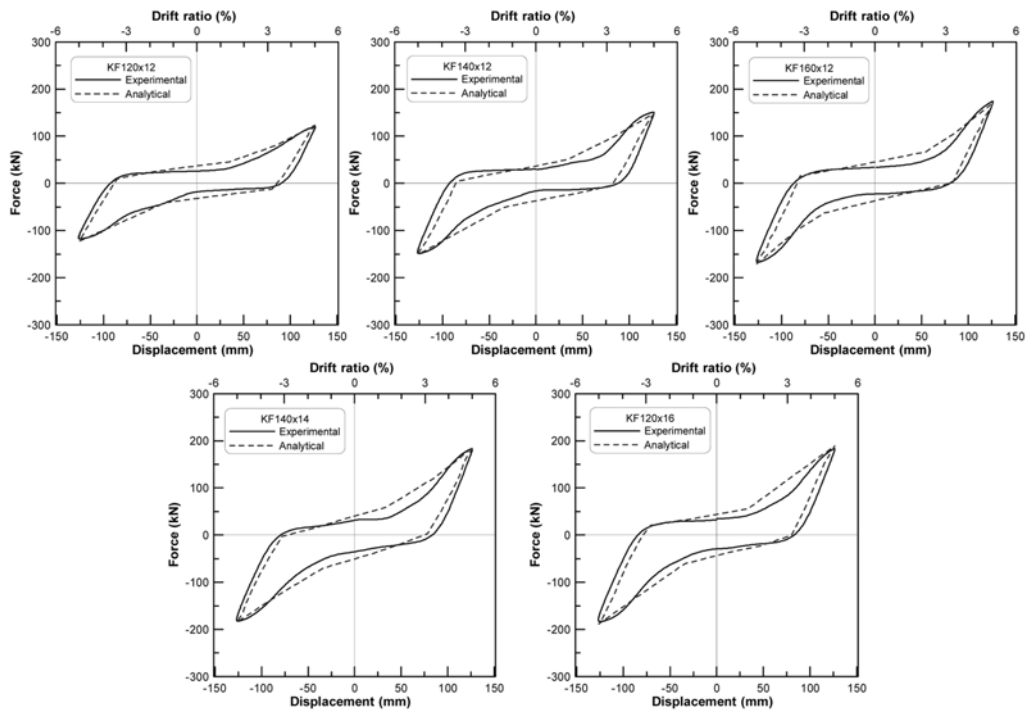 Drift ratio (%) Drift ratio (%) Drift ratio (%)
-6 -3 0 3 6 -6 -3 0 3 6 -6 -3 0 3 6
300 300 300
KF120x12 KF140x12 KF160x12
Experimental Experimental Experimental
Analytical Analytical Analytical
200 200 200
100 100 100
0 0 0
-100 -100 -100
-200 -200 -200
-300 -300 -300
Force (kN) Force (kN) Force (kN)
-150 -100 -50 0 50 100 150 -150 -100 -50 0 50 100 150 -150 -100 -50 0 50 100 150
Displacement (mm) Displacement (mm) Displacement (mm)
Drift ratio (%) Drift ratio (%)
-6 -3 0 3 6 -6 -3 0 3 6
300 300
KF140x14 KF120x16
Experimental Experimental
Analytical Analytical
200 200
100 100
0 0
-100 -100
-200 -200
-300 -300
Force (kN) Force (kN)
-150 -100 -50 0 50 100 150 -150 -100 -50 0 50 100 150
Displacement (mm) Displacement (mm)